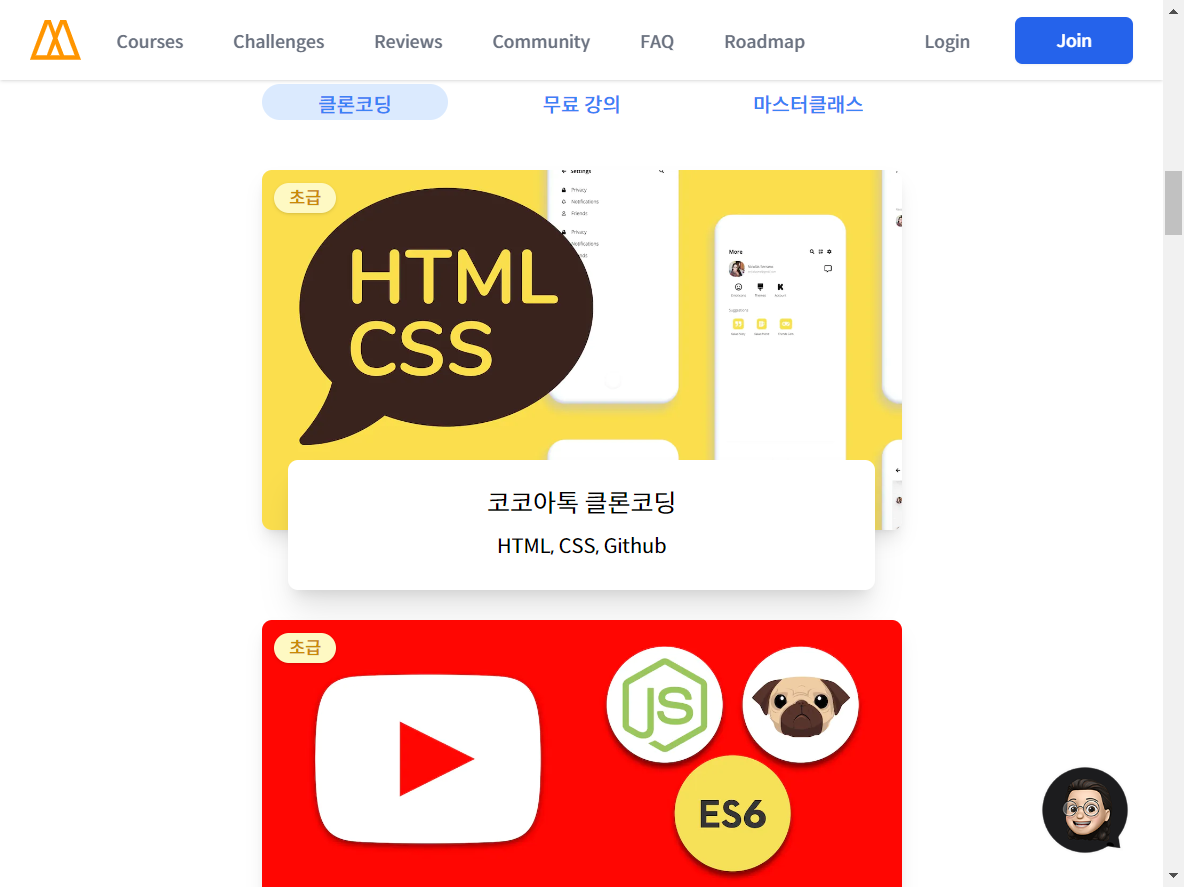 Courses Challenges Reviews Community FAQ Roadmap Login Join
클론코딩 무료 강의 마스터클래스
초급
HTML
CSS
Settings
Privacy
Notifications
Friends
Privacy
Notifications
More
Suggestions
코코아톡 클론코딩
HTML, CSS, Github
초급
JS
ES6